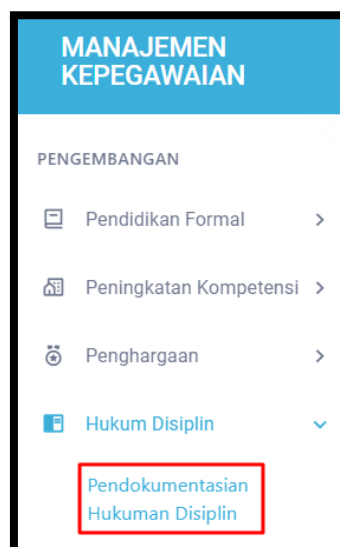 MANAJEMEN
KEPEGAWAIAN
PENGEMBANGAN
Pendidikan Formal
Peningkatan Kompetensi
Penghargaan
Hukum Disiplin
Pendokumentasian
Hukuman Disiplin